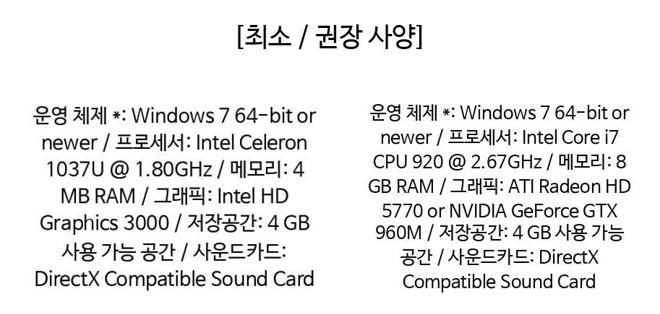 [최소 / 권장 사양]
운영 체제 *: Windows 7 64-bit or
newer / 프로세서: Intel Celeron
1037U @ 1.80GHz / 메모리: 4
MB RAM / 그래픽: Intel HD
Graphics 3000 / 저장공간: 4 GB
사용 가능 공간 / 사운드카드:
DirectX Compatible Sound Card
운영 체제 *: Windows 7 64-bit or
newer / 프로세서: Intel Core i7
CPU 920 @ 2.67GHz / 메모리: 8
GB RAM / 그래픽: ATI Radeon HD
5770 or NVIDIA GeForce GTX
960M / 저장공간: 4 GB 사용 가능
공간 / 사운드카드: DirectX
Compatible Sound Card